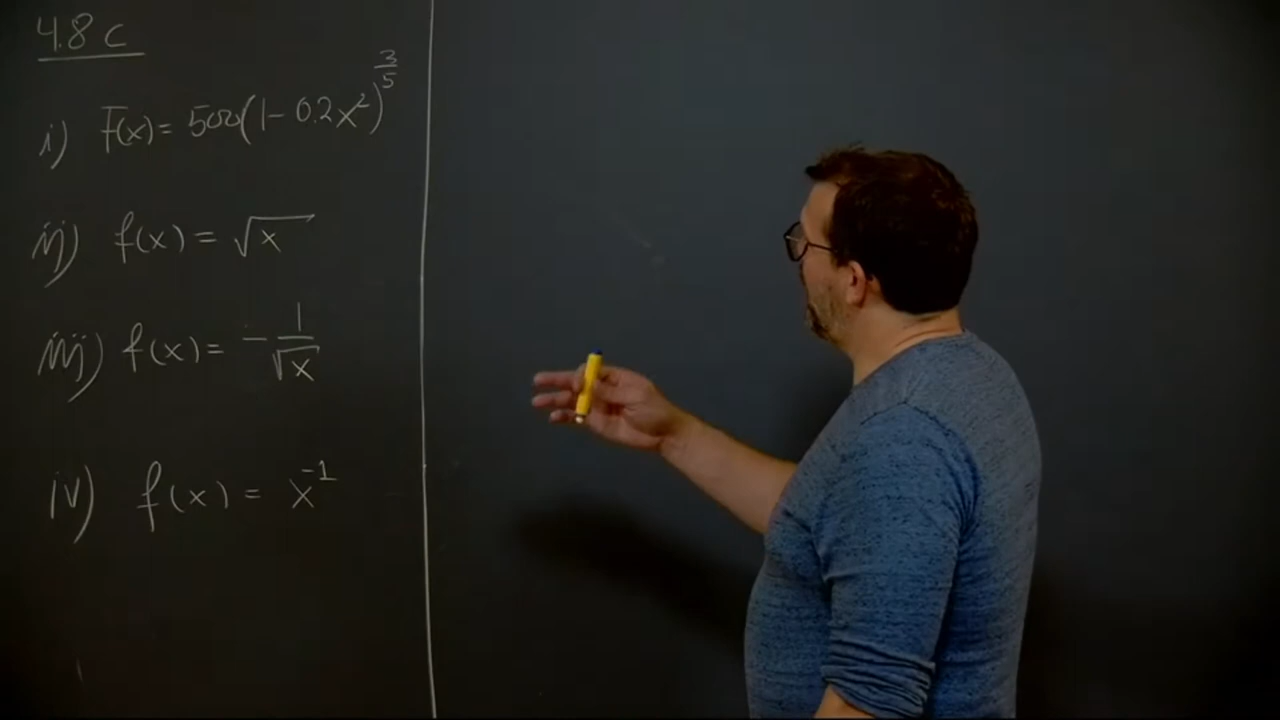 4.8 c
i) F(x) = 500(1 - 0.2x²)^(3/5)
ii) f(x) = √x
iii) f(x) = - 1/√x
iv) f(x) = x⁻¹